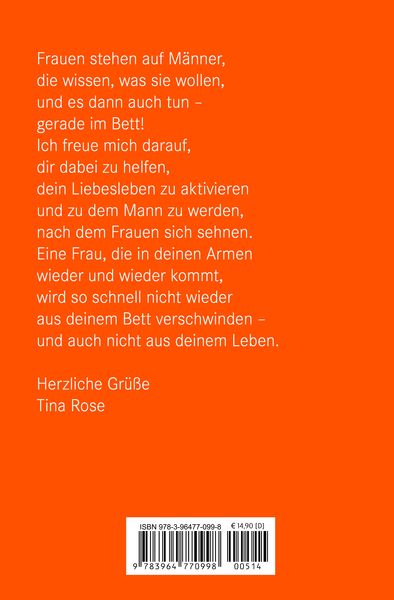 Frauen stehen auf Männer,
die wissen, was sie wollen,
und es dann auch tun –
gerade im Bett!
Ich freue mich darauf,
dir dabei zu helfen,
dein Liebesleben zu aktivieren
und zu dem Mann zu werden,
nach dem Frauen sich sehnen.
Eine Frau, die in deinen Armen
wieder und wieder kommt,
wird so schnell nicht wieder
aus deinem Bett verschwinden –
und auch nicht aus deinem Leben.
Herzliche Grüße
Tina Rose
ISBN 978-3-96477-099-8 € 14,90 [D]
9 783964 770998 00514